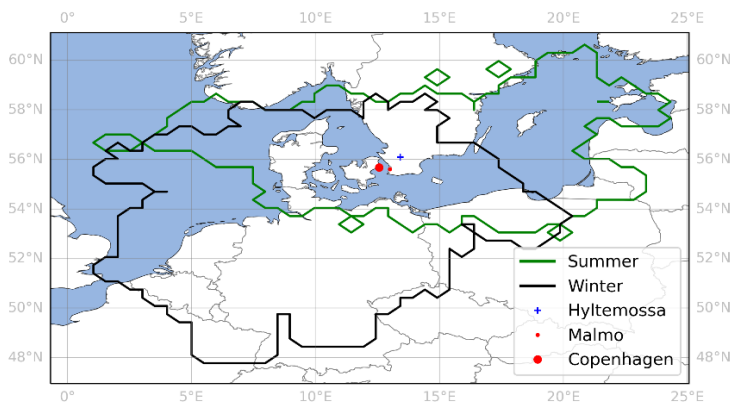 0° 5°E 10°E 15°E 20°E 25°E
60°N 60°N
58°N 58°N
56°N 56°N
54°N 54°N
52°N 52°N
Summer
Winter
50°N 50°N
Hyltemossa
Malmo
48°N 48°N
Copenhagen
0° 5°E 10°E 15°E 20°E 25°E